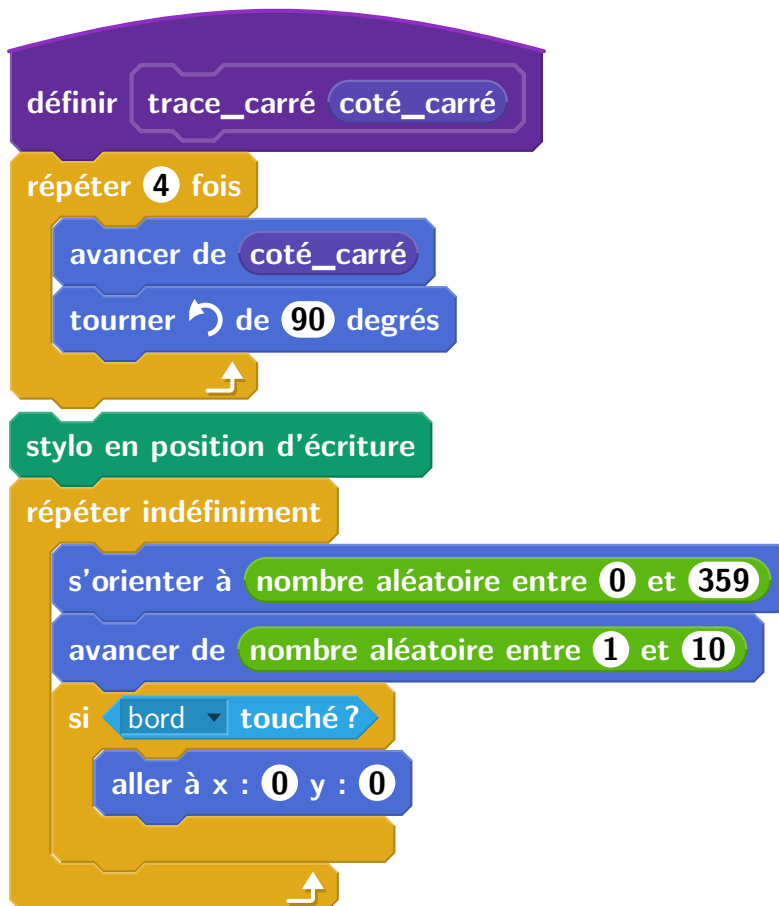 définir trace_carré coté_carré
répéter 4 fois
avancer de coté_carré
tourner de 90 degrés
stylo en position d'écriture
répéter indéfiniment
s'orienter à nombre aléatoire entre 0 et 359
avancer de nombre aléatoire entre 1 et 10
si bord touché ?
aller à x : 0 y : 0